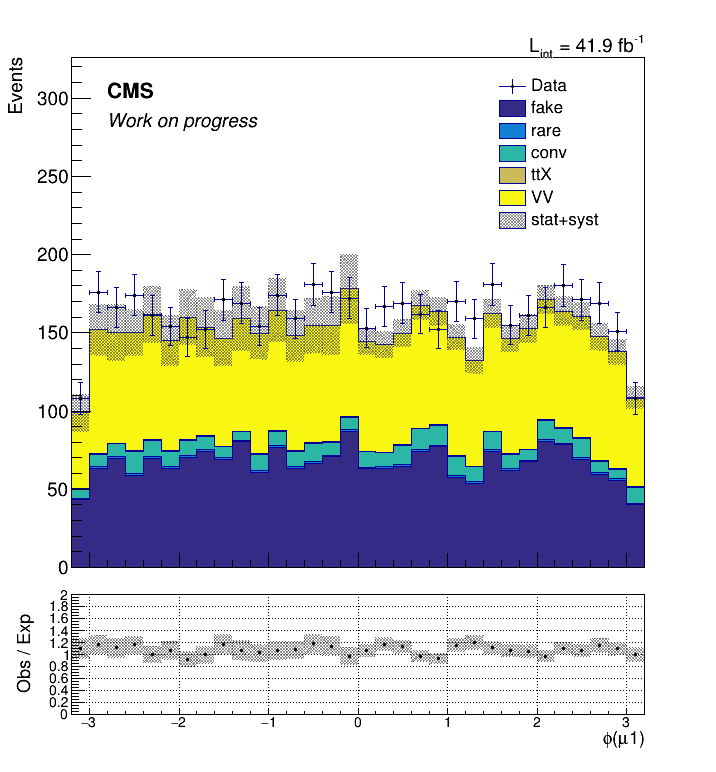 L_int = 41.9 fb^-1
Events
300
250
200
150
100
50
0
CMS
Work on progress
Data
fake
rare
conv
ttX
VV
stat+syst
Obs / Exp
2
1.8
1.6
1.4
1.2
1
0.8
0.6
0.4
0.2
0
−3 −2 −1 0 1 2 3
ϕ(μ1)